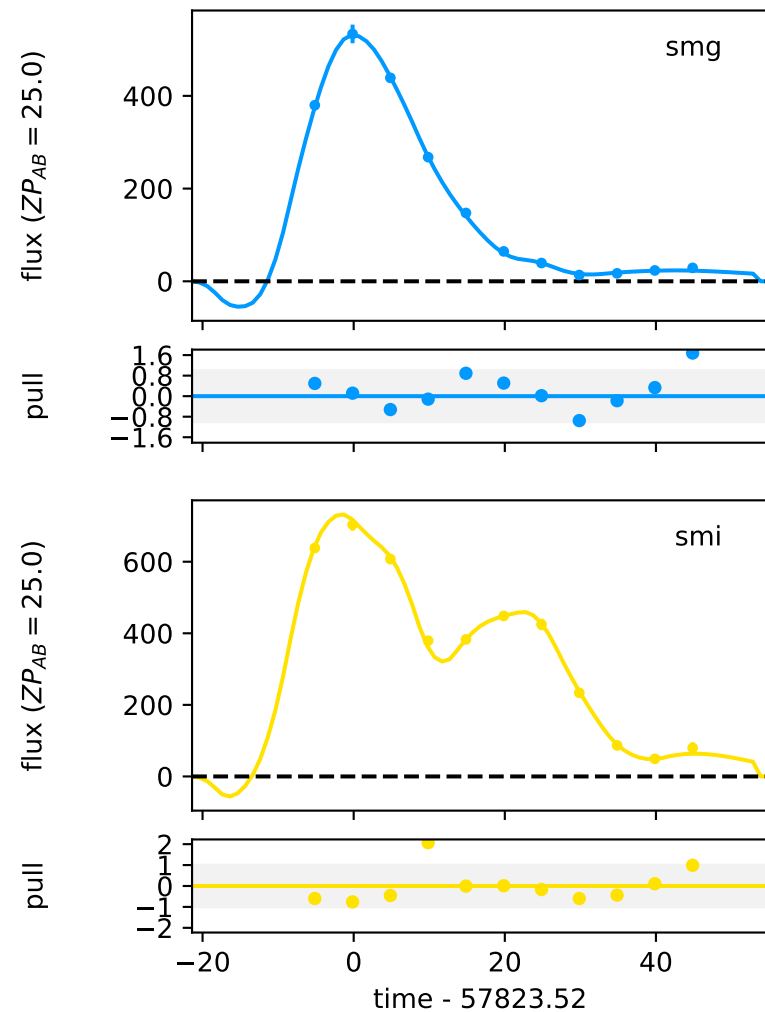 flux (ZP_AB = 25.0)
400
200
0
smg
pull
1.6
0.8
0.0
−0.8
−1.6
flux (ZP_AB = 25.0)
600
400
200
0
smi
pull
2
1
0
−1
−2
−20 0 20 40
time - 57823.52